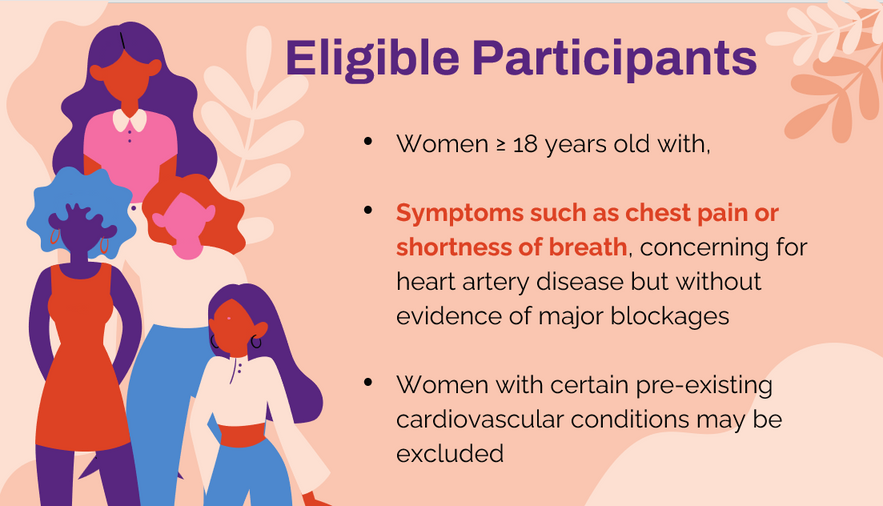 Eligible Participants
• Women ≥ 18 years old with,
• Symptoms such as chest pain or
shortness of breath, concerning for
heart artery disease but without
evidence of major blockages
• Women with certain pre-existing
cardiovascular conditions may be
excluded